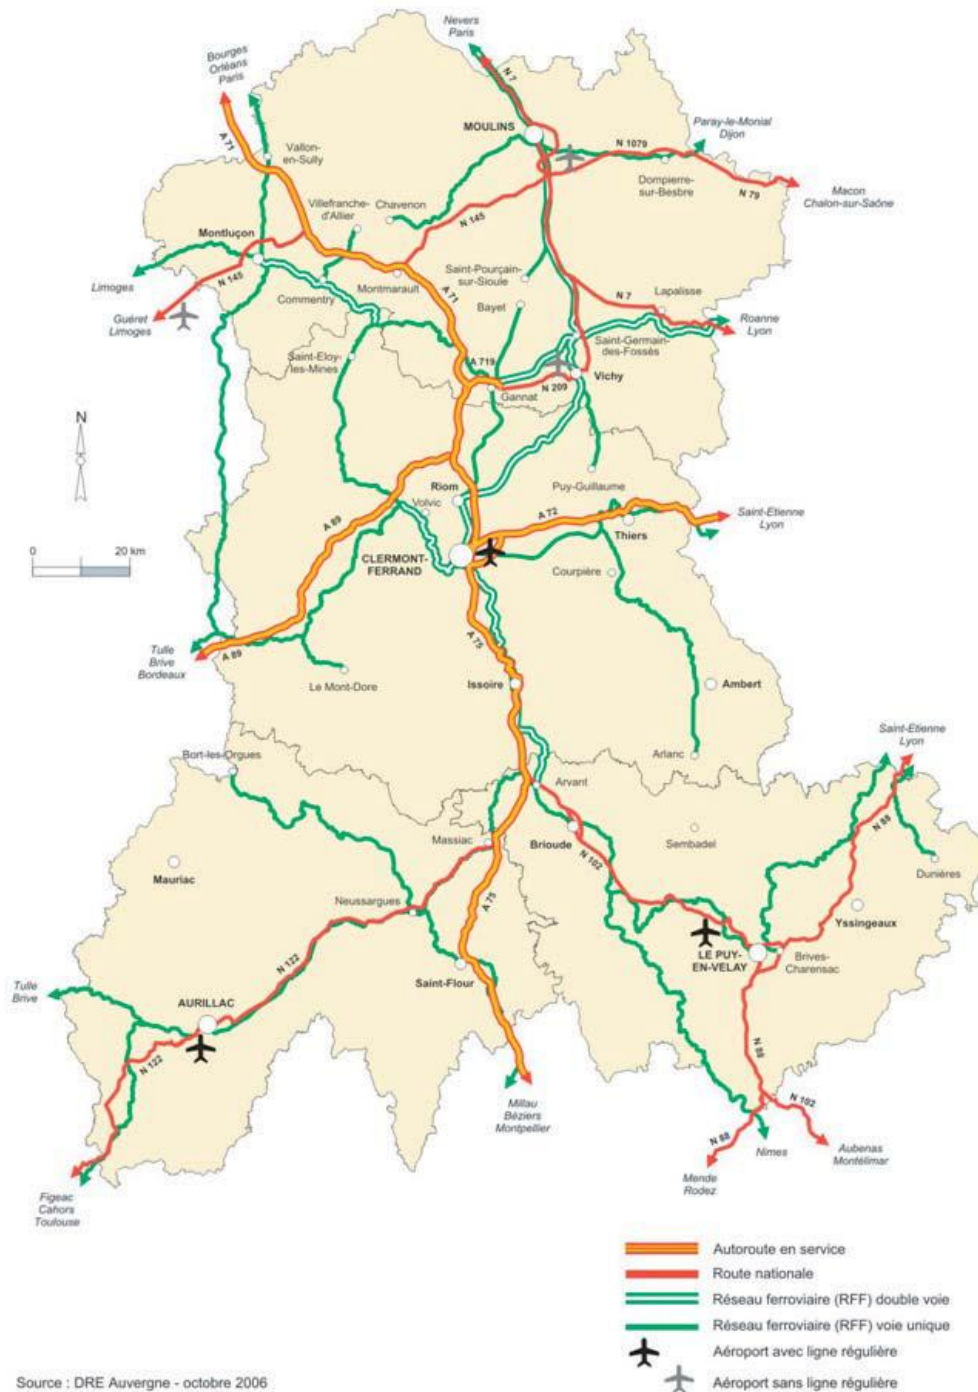 Nevers
Paris
Bourges
Orléans
Paris
N 7
MOULINS
Paray-le-Monial
Dijon
A 71
N 1079
Vallon-
en-Sully
Dompierre-
sur-Besbre
N 79
Macon
Chalon-sur-Saône
Villefranche-
d'Allier
Chavenon
N 145
Montluçon
Saint-Pourçain-
sur-Sioule
Limoges
N 145
Commentry
Montmarault
A 71
N 7
Lapalisse
Bayet
Guéret
Limoges
Roanne
Lyon
Saint-Germain-
des-Fossés
Saint-Eloy-
les-Mines
A 719
Vichy
N 209
Gannat
N
Riom
Puy-Guillaume
Volvic
A 89
A 72
Saint-Etienne
Lyon
Thiers
0
20 km
CLERMONT-
FERRAND
Courpière
A 75
Tulle
Brive
Bordeaux
A 89
Le Mont-Dore
Issoire
Ambert
Saint-Etienne
Lyon
Bort-les-Orgues
Arlanc
Arvant
N 88
Massiac
Brioude
Sembadel
Mauriac
N 102
Dunières
A 75
Neussargues
Yssingeaux
LE PUY-
EN-VELAY
Brives-
Charensac
N 122
Saint-Flour
Tulle
Brive
AURILLAC
N 88
N 122
Millau
Béziers
Montpellier
N 102
N 88
Nimes
Aubenas
Montélimar
Mende
Rodez
Figeac
Cahors
Toulouse
Autoroute en service
Route nationale
Réseau ferroviaire (RFF) double voie
Réseau ferroviaire (RFF) voie unique
Aéroport avec ligne régulière
Aéroport sans ligne régulière
Source : DRE Auvergne - octobre 2006